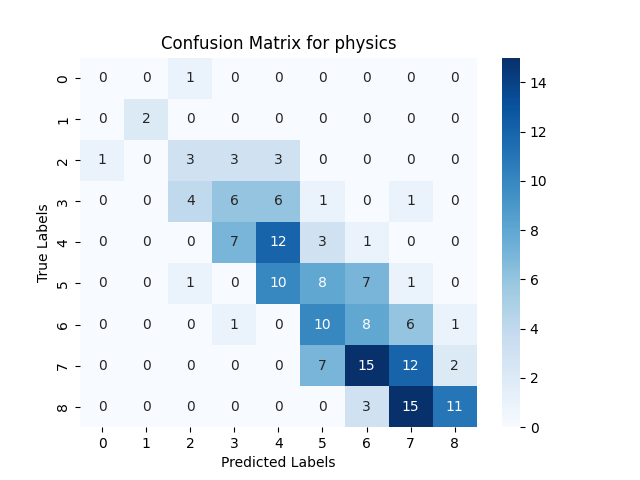 Confusion Matrix for physics
0 0 0 1 0 0 0 0 0 0
1 0 2 0 0 0 0 0 0 0
2 1 0 3 3 3 0 0 0 0
3 0 0 4 6 6 1 0 1 0
4 0 0 0 7 12 3 1 0 0
5 0 0 1 0 10 8 7 1 0
6 0 0 0 1 0 10 8 6 1
7 0 0 0 0 0 7 15 12 2
8 0 0 0 0 0 0 3 15 11
0 1 2 3 4 5 6 7 8
True Labels
Predicted Labels
14
12
10
8
6
4
2
0